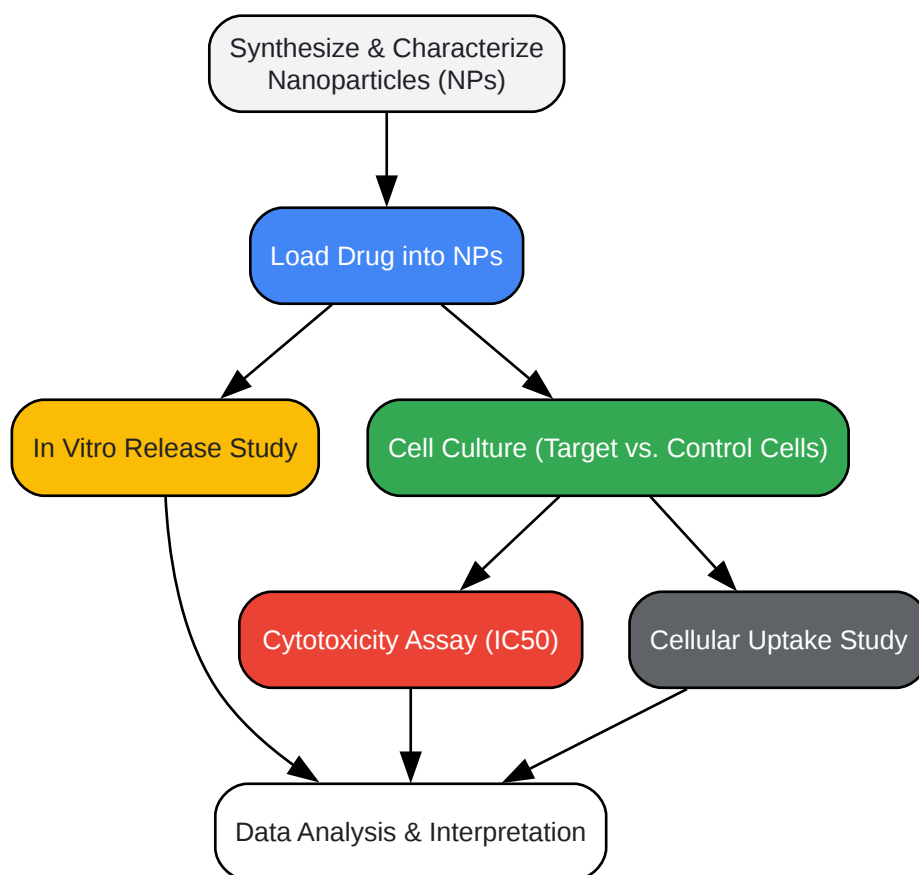 Synthesize & Characterize
Nanoparticles (NPs)
Load Drug into NPs
In Vitro Release Study
Cell Culture (Target vs. Control Cells)
Cytotoxicity Assay (IC50)
Cellular Uptake Study
Data Analysis & Interpretation